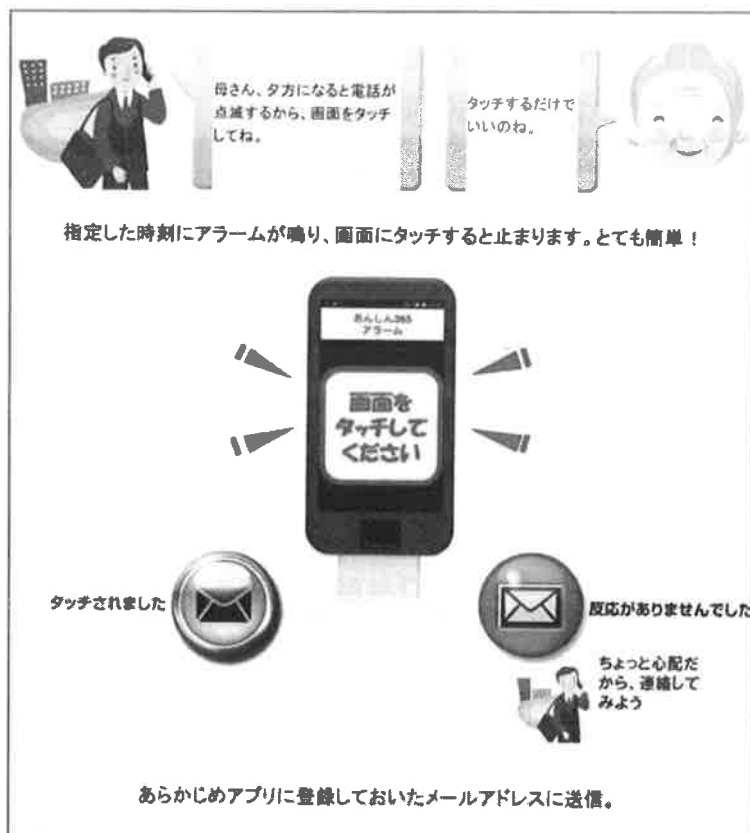 母さん、夕方になると電話が
点滅するから、画面をタッチ
してね。
タッチするだけで
いいのね。
指定した時刻にアラームが鳴り、画面にタッチすると止まります。とても簡単！
あんしん365
アラーム
画面を
タッチして
ください
タッチされました
反応がありませんでした
ちょっと心配だ
から、連絡して
みよう
あらかじめアプリに登録しておいたメールアドレスに送信。